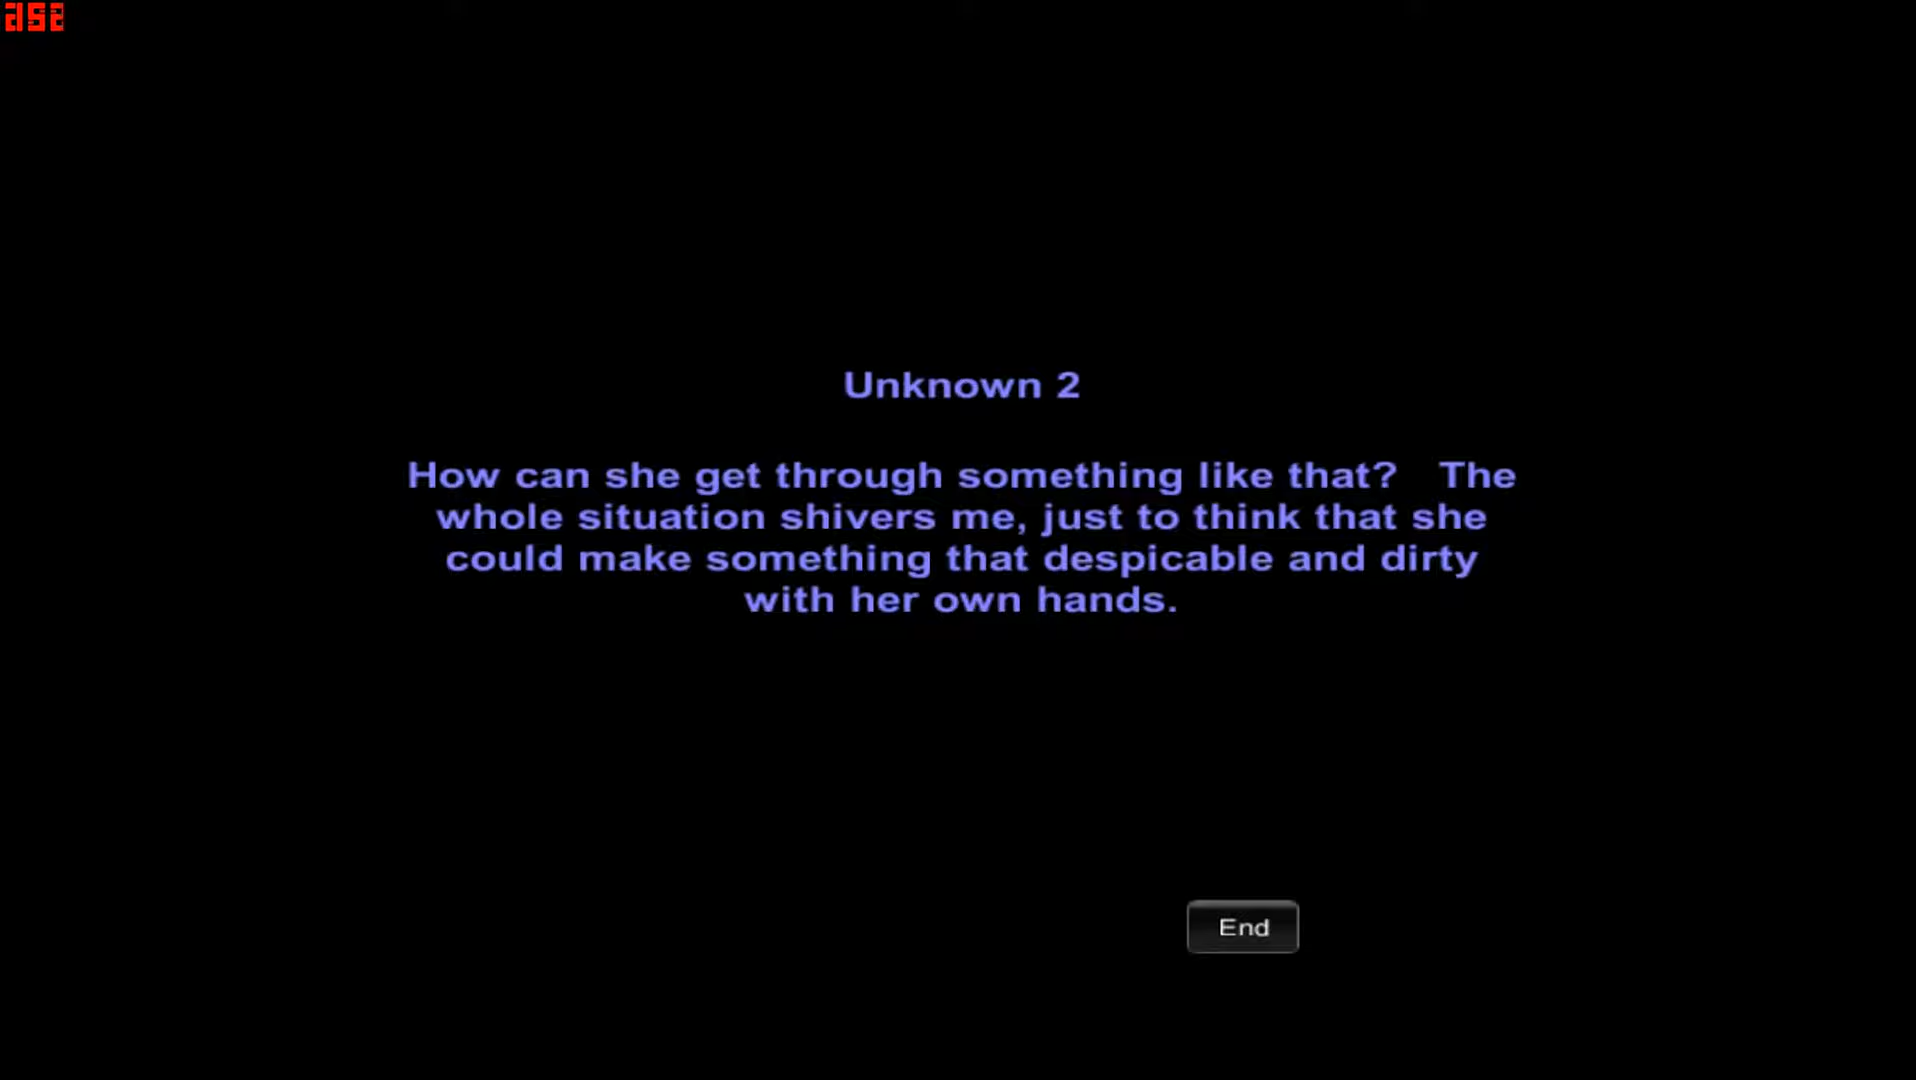 Unknown 2
How can she get through something like that? The
whole situation shivers me, just to think that she
could make something that despicable and dirty
with her own hands.
End